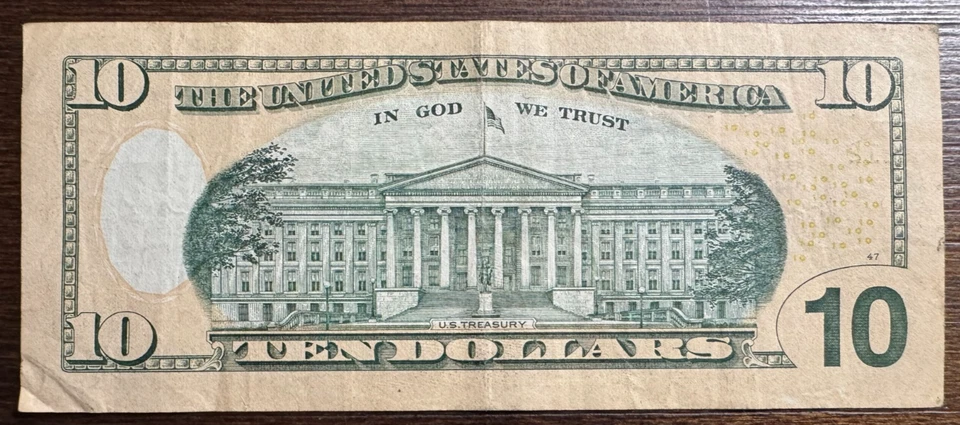 10 THE UNITED STATES OF AMERICA 10
IN GOD WE TRUST
47
U.S. TREASURY
10 TEN DOLLARS 10